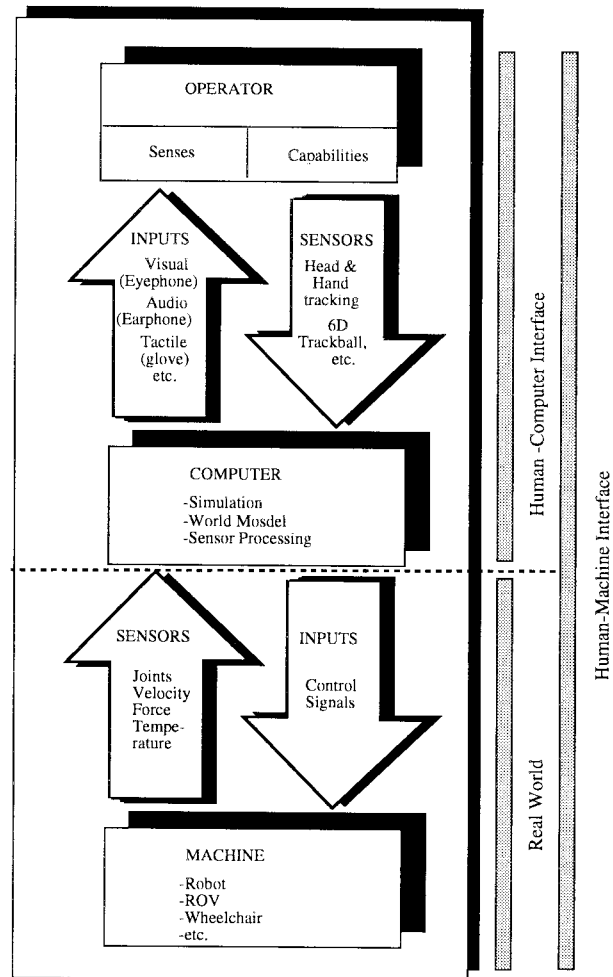 OPERATOR
Senses
Capabilities
INPUTS
Visual
(Eyephone)
Audio
(Earphone)
Tactile
(glove)
etc.
SENSORS
Head &
Hand
tracking
6D
Trackball,
etc.
COMPUTER
-Simulation
-World Mosdel
-Sensor Processing
SENSORS
Joints
Velocity
Force
Tempe-
rature
INPUTS
Control
Signals
MACHINE
-Robot
-ROV
-Wheelchair
-etc.
Human -Computer Interface
Real World
Human-Machine Interface